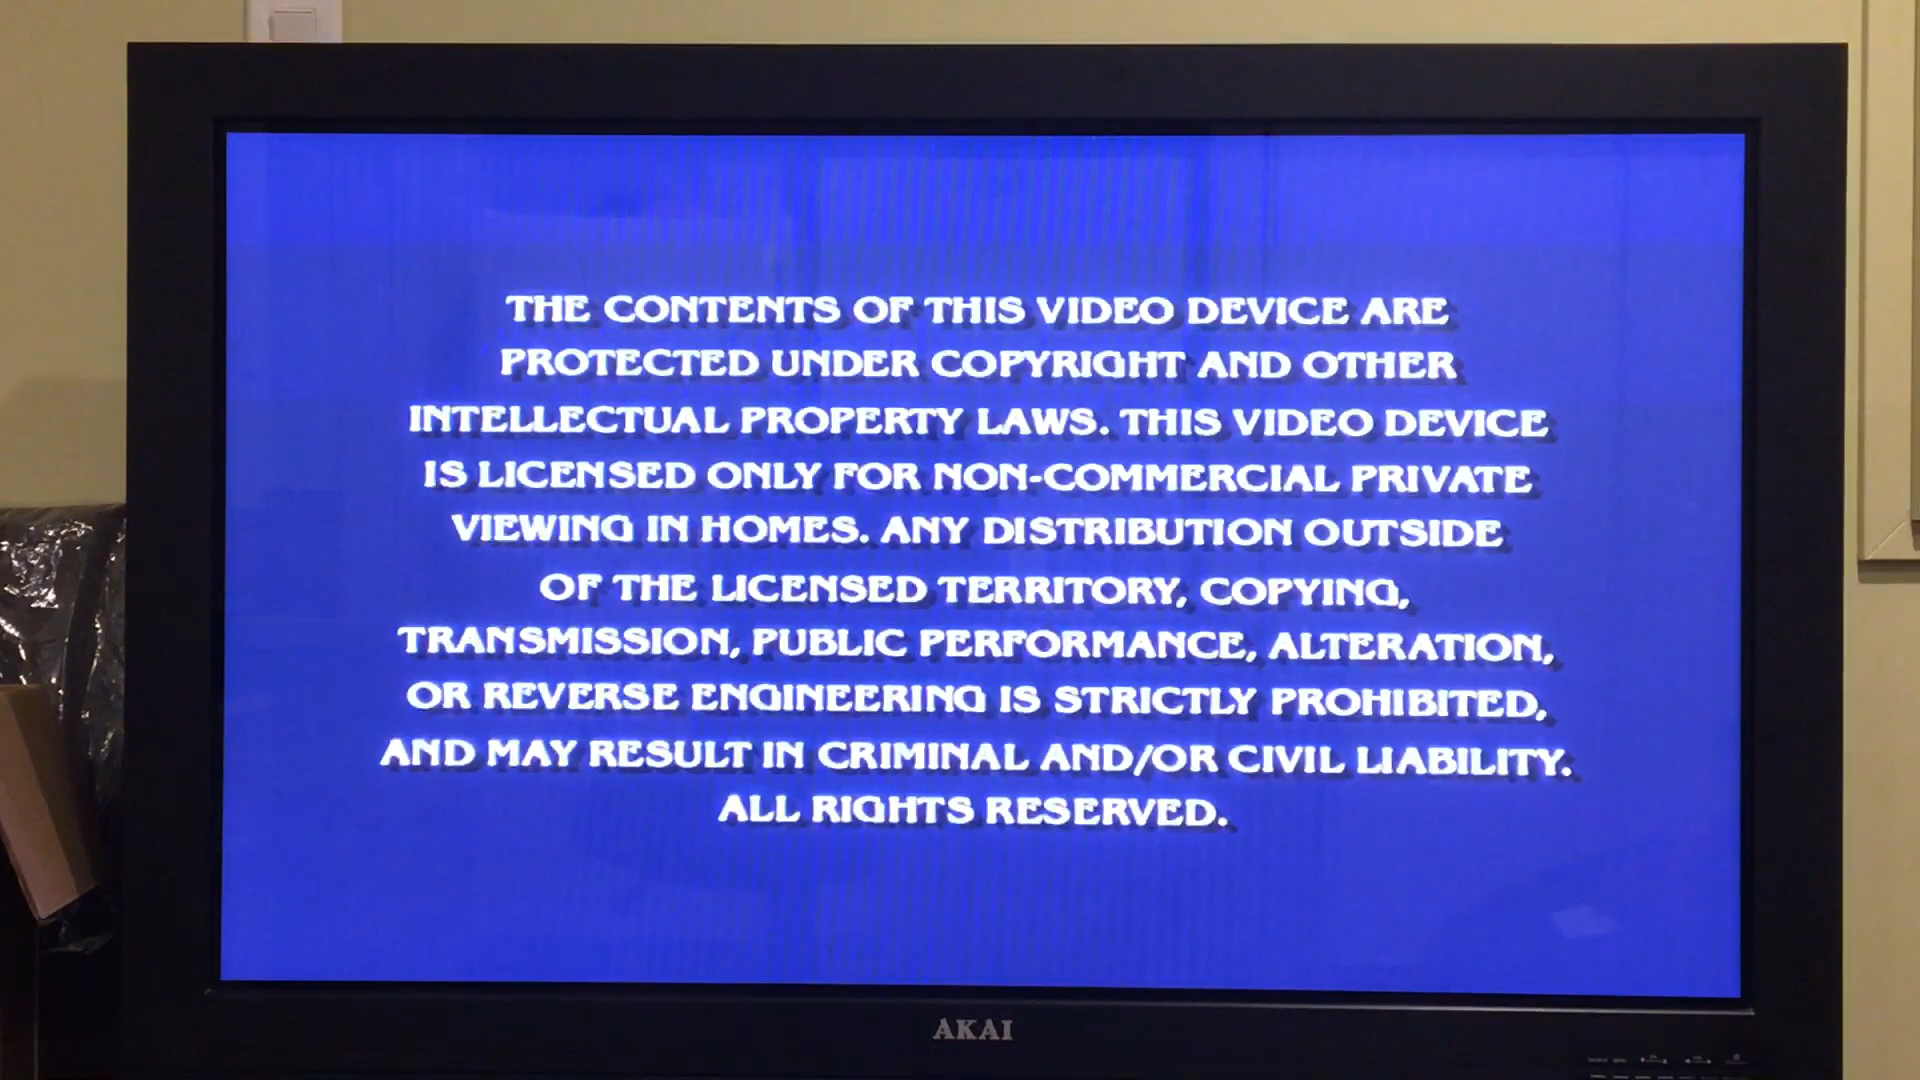 THE CONTENTS OF THIS VIDEO DEVICE ARE
PROTECTED UNDER COPYRIGHT AND OTHER
INTELLECTUAL PROPERTY LAWS. THIS VIDEO DEVICE
IS LICENSED ONLY FOR NON-COMMERCIAL PRIVATE
VIEWING IN HOMES. ANY DISTRIBUTION OUTSIDE
OF THE LICENSED TERRITORY, COPYING,
TRANSMISSION, PUBLIC PERFORMANCE, ALTERATION,
OR REVERSE ENGINEERING IS STRICTLY PROHIBITED,
AND MAY RESULT IN CRIMINAL AND/OR CIVIL LIABILITY.
ALL RIGHTS RESERVED.
AKAI